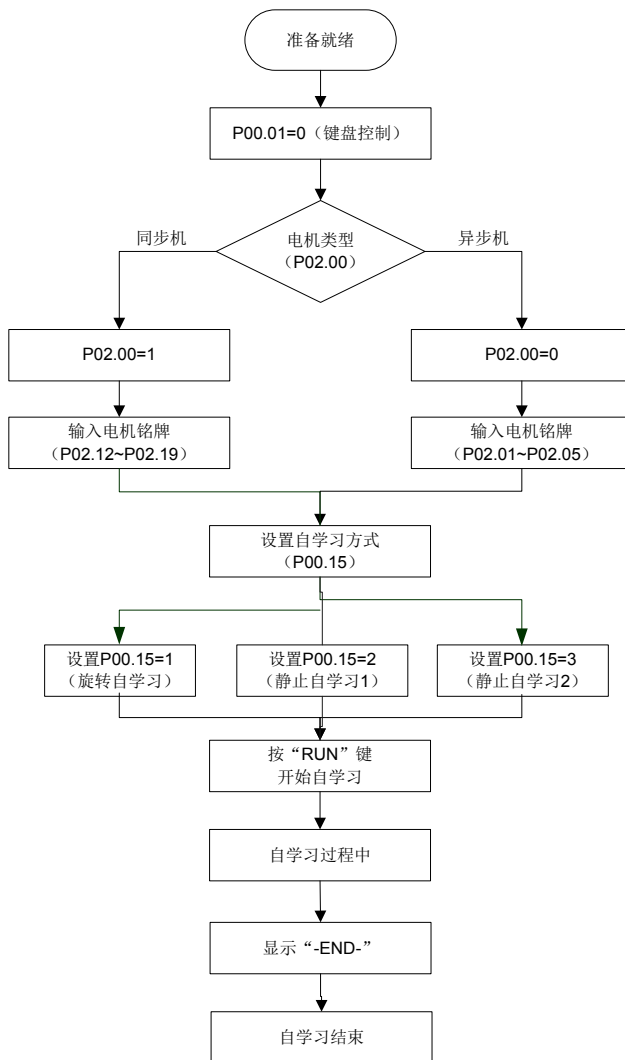 准备就绪
P00.01=0（键盘控制）
同步机
电机类型
（P02.00）
异步机
P02.00=1
P02.00=0
输入电机铭牌
（P02.12~P02.19）
输入电机铭牌
（P02.01~P02.05）
设置自学习方式
（P00.15）
设置P00.15=1
（旋转自学习）
设置P00.15=2
（静止自学习1）
设置P00.15=3
（静止自学习2）
按“RUN”键
开始自学习
自学习过程中
显示“-END-”
自学习结束